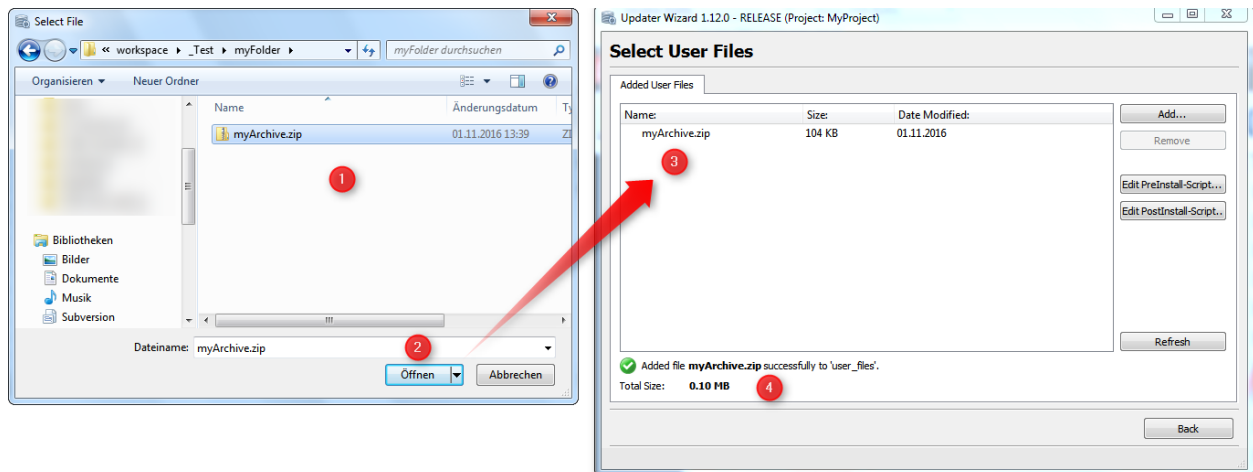 Select File
« workspace ▸ _Test ▸ myFolder ▸
myFolder durchsuchen
Organisieren
Neuer Ordner
Name
Änderungsdatum
myArchive.zip
01.11.2016 13:39
1
Bibliotheken
Bilder
Dokumente
Musik
Subversion
Dateiname: myArchive.zip
2
Öffnen
Abbrechen
Updater Wizard 1.12.0 - RELEASE (Project: MyProject)
Select User Files
Added User Files
Name: Size: Date Modified:
myArchive.zip 104 KB 01.11.2016
3
Add...
Remove
Edit PreInstall-Script...
Edit PostInstall-Script..
Refresh
Added file myArchive.zip successfully to 'user_files'.
Total Size: 0.10 MB
4
Back